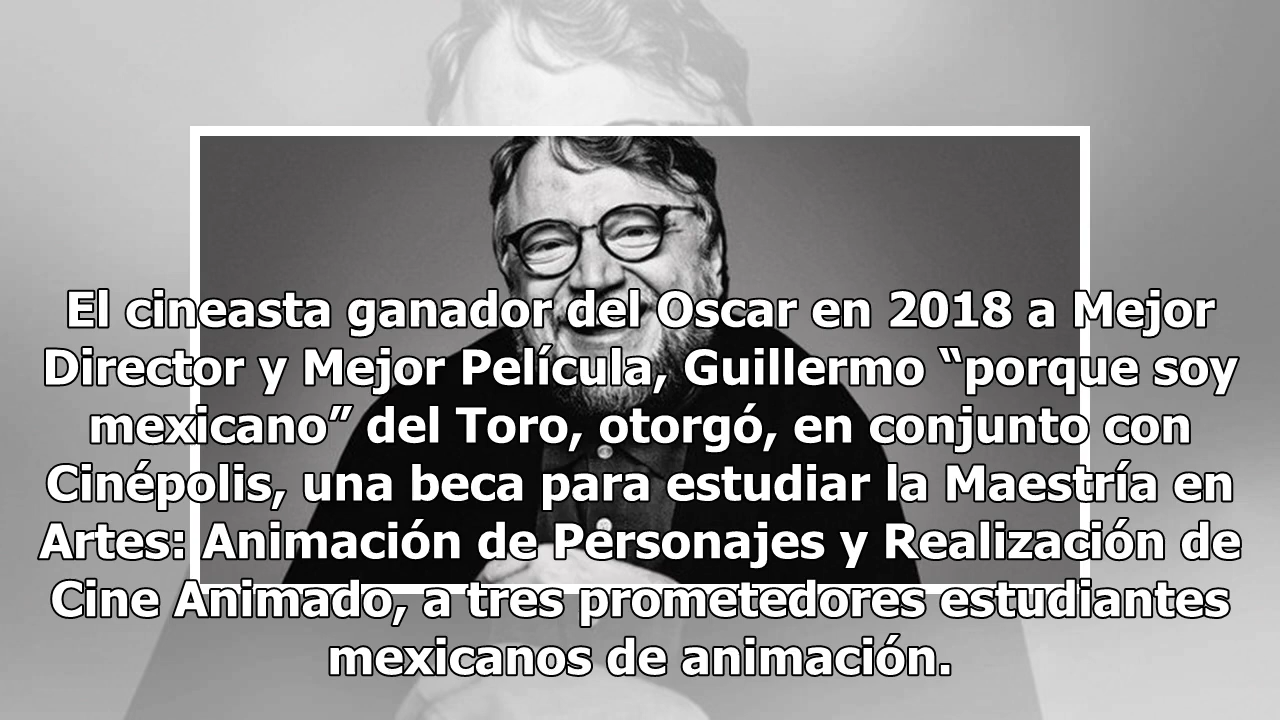 El cineasta ganador del Oscar en 2018 a Mejor
Director y Mejor Película, Guillermo “porque soy
mexicano” del Toro, otorgó, en conjunto con
Cinépolis, una beca para estudiar la Maestría en
Artes: Animación de Personajes y Realización de
Cine Animado, a tres prometedores estudiantes
mexicanos de animación.